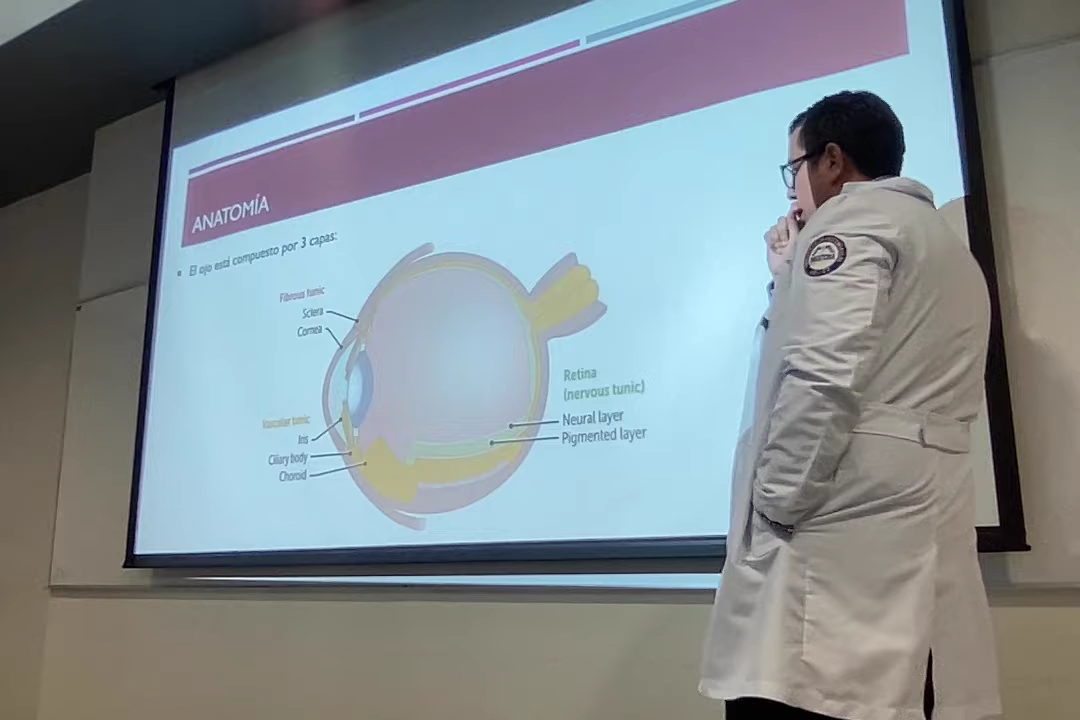 ANATOMÍA
El ojo está compuesto por 3 capas:
Fibrous tunic
Sclera
Cornea
Vascular tunic
Iris
Ciliary body
Choroid
Retina
(nervous tunic)
Neural layer
Pigmented layer